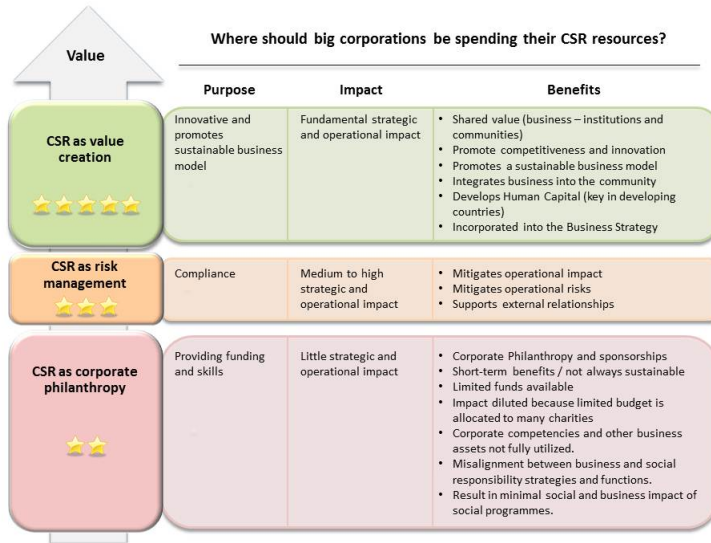 Value
Where should big corporations be spending their CSR resources?
Purpose
Impact
Benefits
CSR as value
creation
Innovative and
promotes
sustainable business
model
Fundamental strategic
and operational impact
• Shared value (business – institutions and
communities)
• Promote competitiveness and innovation
• Promotes a sustainable business model
• Integrates business into the community
• Develops Human Capital (key in developing
countries)
• Incorporated into the Business Strategy
CSR as risk
management
Compliance
Medium to high
strategic and
operational impact
• Mitigates operational impact
• Mitigates operational risks
• Supports external relationships
CSR as corporate
philanthropy
Providing funding
and skills
Little strategic and
operational impact
• Corporate Philanthropy and sponsorships
• Short-term benefits / not always sustainable
• Limited funds available
• Impact diluted because limited budget is
allocated to many charities
• Corporate competencies and other business
assets not fully utilized.
• Misalignment between business and social
responsibility strategies and functions.
• Result in minimal social and business impact of
social programmes.